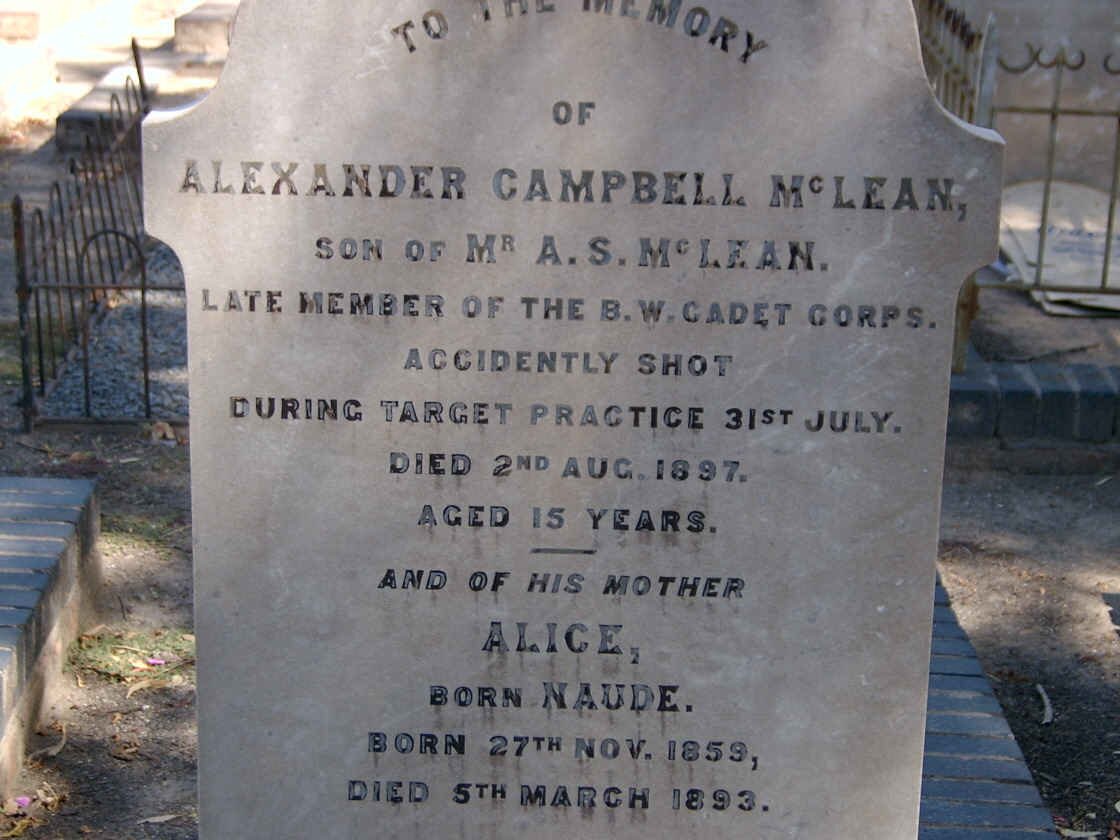 TO THE MEMORY
OF
ALEXANDER CAMPBELL McLEAN,
SON OF Mr A.S. McLEAN.
LATE MEMBER OF THE B.W. CADET CORPS.
ACCIDENTLY SHOT
DURING TARGET PRACTICE 31ST JULY.
DIED 2ND AUG. 1897.
AGED 15 YEARS.
AND OF HIS MOTHER
ALICE,
BORN NAUDE.
BORN 27TH NOV. 1859,
DIED 5TH MARCH 1893.